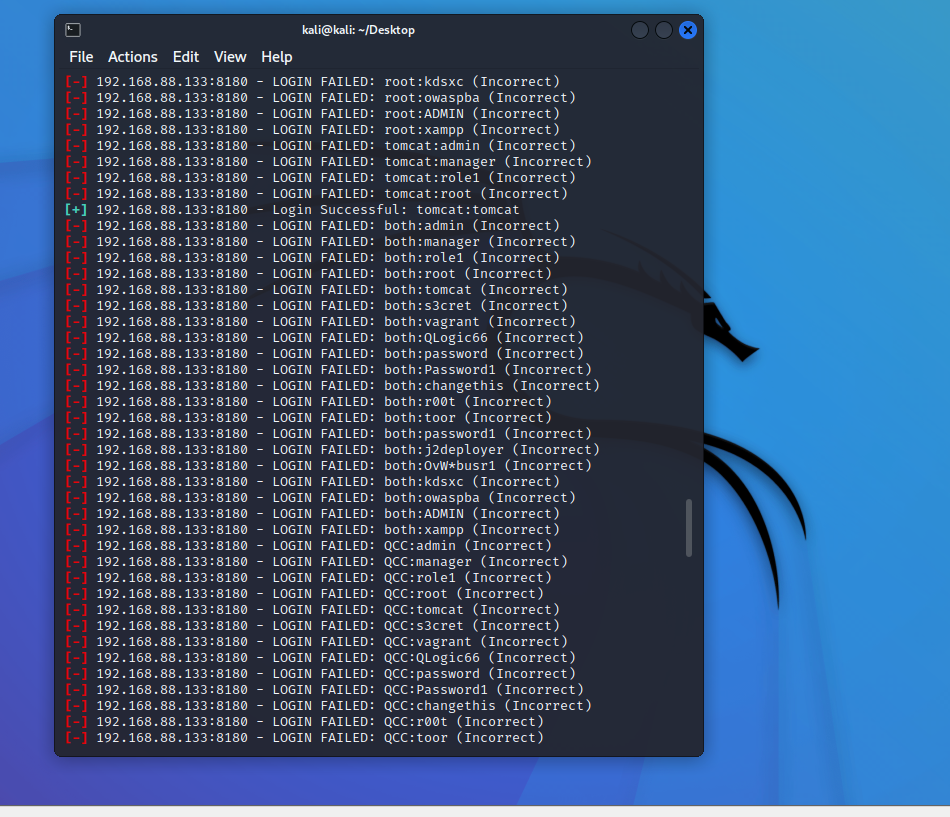 kali@kali: ~/Desktop
File Actions Edit View Help
[-] 192.168.88.133:8180 - LOGIN FAILED: root:kdsxc (Incorrect)
[-] 192.168.88.133:8180 - LOGIN FAILED: root:owaspba (Incorrect)
[-] 192.168.88.133:8180 - LOGIN FAILED: root:ADMIN (Incorrect)
[-] 192.168.88.133:8180 - LOGIN FAILED: root:xampp (Incorrect)
[-] 192.168.88.133:8180 - LOGIN FAILED: tomcat:admin (Incorrect)
[-] 192.168.88.133:8180 - LOGIN FAILED: tomcat:manager (Incorrect)
[-] 192.168.88.133:8180 - LOGIN FAILED: tomcat:role1 (Incorrect)
[-] 192.168.88.133:8180 - LOGIN FAILED: tomcat:root (Incorrect)
[+] 192.168.88.133:8180 - Login Successful: tomcat:tomcat
[-] 192.168.88.133:8180 - LOGIN FAILED: both:admin (Incorrect)
[-] 192.168.88.133:8180 - LOGIN FAILED: both:manager (Incorrect)
[-] 192.168.88.133:8180 - LOGIN FAILED: both:role1 (Incorrect)
[-] 192.168.88.133:8180 - LOGIN FAILED: both:root (Incorrect)
[-] 192.168.88.133:8180 - LOGIN FAILED: both:tomcat (Incorrect)
[-] 192.168.88.133:8180 - LOGIN FAILED: both:s3cret (Incorrect)
[-] 192.168.88.133:8180 - LOGIN FAILED: both:vagrant (Incorrect)
[-] 192.168.88.133:8180 - LOGIN FAILED: both:QLogic66 (Incorrect)
[-] 192.168.88.133:8180 - LOGIN FAILED: both:password (Incorrect)
[-] 192.168.88.133:8180 - LOGIN FAILED: both:Password1 (Incorrect)
[-] 192.168.88.133:8180 - LOGIN FAILED: both:changethis (Incorrect)
[-] 192.168.88.133:8180 - LOGIN FAILED: both:r00t (Incorrect)
[-] 192.168.88.133:8180 - LOGIN FAILED: both:toor (Incorrect)
[-] 192.168.88.133:8180 - LOGIN FAILED: both:password1 (Incorrect)
[-] 192.168.88.133:8180 - LOGIN FAILED: both:j2deployer (Incorrect)
[-] 192.168.88.133:8180 - LOGIN FAILED: both:OvW*busr1 (Incorrect)
[-] 192.168.88.133:8180 - LOGIN FAILED: both:kdsxc (Incorrect)
[-] 192.168.88.133:8180 - LOGIN FAILED: both:owaspba (Incorrect)
[-] 192.168.88.133:8180 - LOGIN FAILED: both:ADMIN (Incorrect)
[-] 192.168.88.133:8180 - LOGIN FAILED: both:xampp (Incorrect)
[-] 192.168.88.133:8180 - LOGIN FAILED: QCC:admin (Incorrect)
[-] 192.168.88.133:8180 - LOGIN FAILED: QCC:manager (Incorrect)
[-] 192.168.88.133:8180 - LOGIN FAILED: QCC:role1 (Incorrect)
[-] 192.168.88.133:8180 - LOGIN FAILED: QCC:root (Incorrect)
[-] 192.168.88.133:8180 - LOGIN FAILED: QCC:tomcat (Incorrect)
[-] 192.168.88.133:8180 - LOGIN FAILED: QCC:s3cret (Incorrect)
[-] 192.168.88.133:8180 - LOGIN FAILED: QCC:vagrant (Incorrect)
[-] 192.168.88.133:8180 - LOGIN FAILED: QCC:QLogic66 (Incorrect)
[-] 192.168.88.133:8180 - LOGIN FAILED: QCC:password (Incorrect)
[-] 192.168.88.133:8180 - LOGIN FAILED: QCC:Password1 (Incorrect)
[-] 192.168.88.133:8180 - LOGIN FAILED: QCC:changethis (Incorrect)
[-] 192.168.88.133:8180 - LOGIN FAILED: QCC:r00t (Incorrect)
[-] 192.168.88.133:8180 - LOGIN FAILED: QCC:toor (Incorrect)